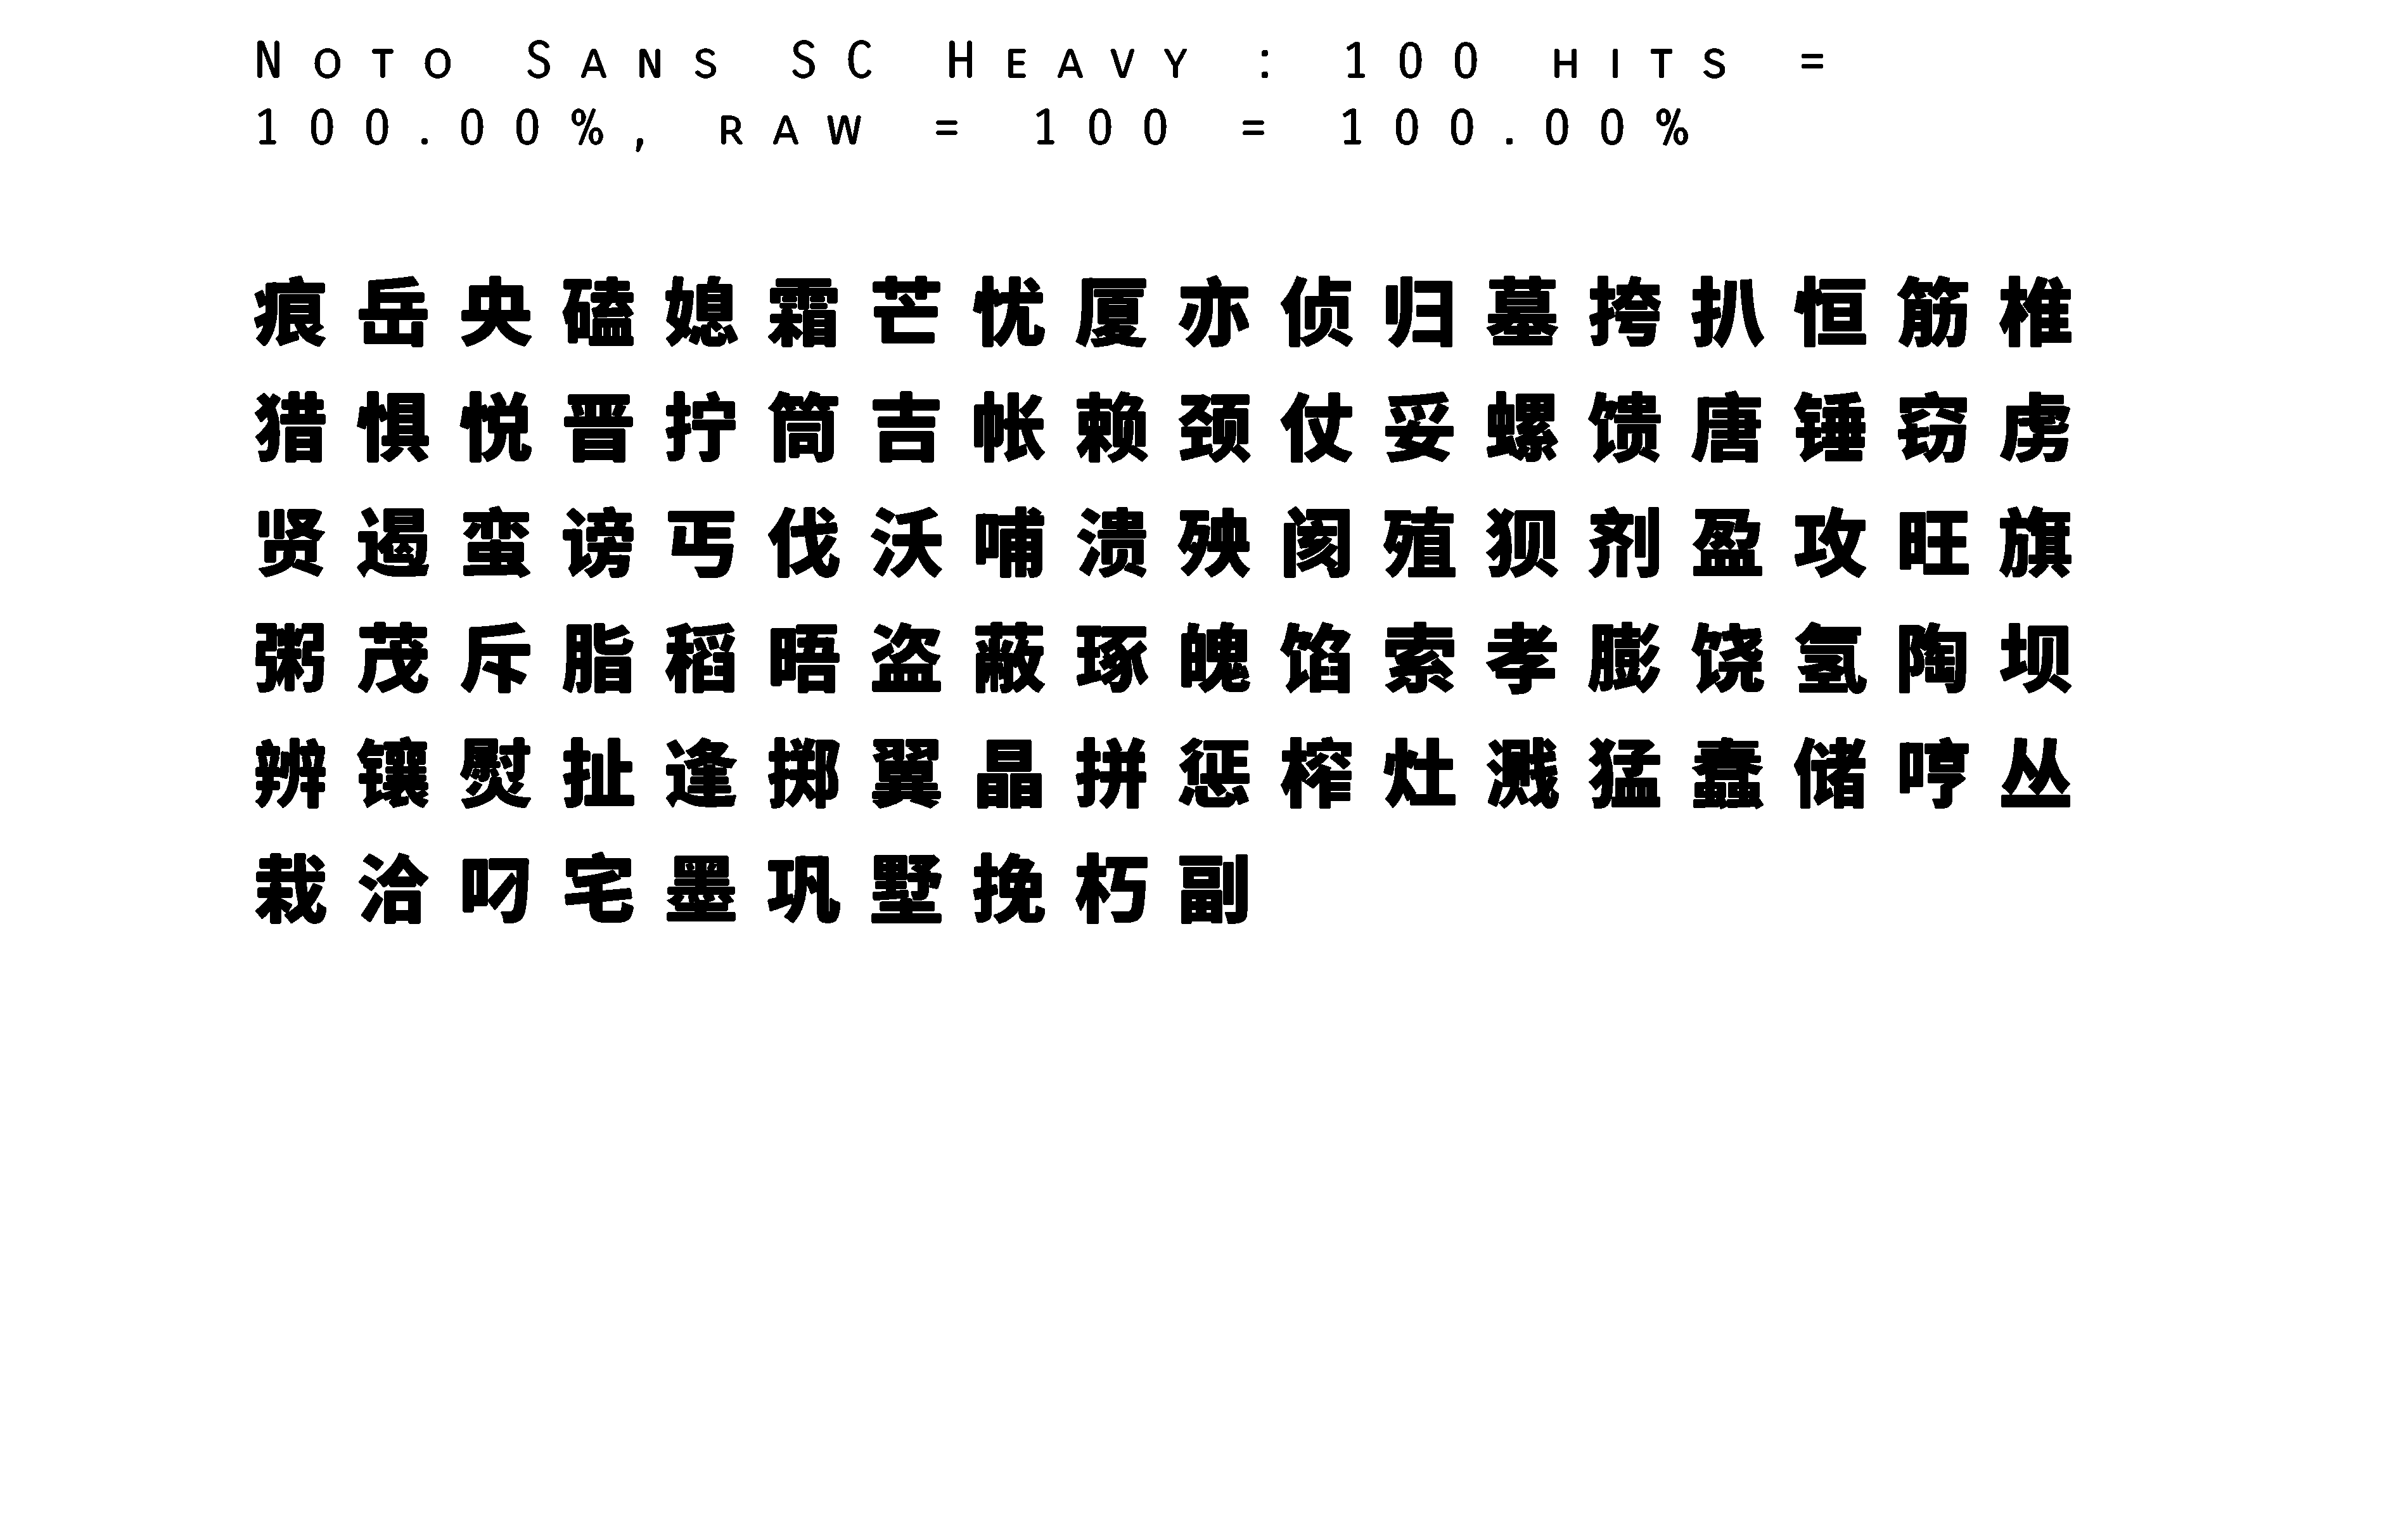 Noto Sans SC Heavy : 100 hits =
100.00%, raw = 100 = 100.00%
痕岳央磕媳霜芒忧厦亦侦归墓挎扒恒筋椎
猎惧悦晋拧筒吉帐赖颈仗妥螺馈唐锤窃虏
贤遏蛮谤丐伐沃哺溃殃阂殖狈剂盈攻旺旗
粥茂斥脂稻晤盗蔽琢魄馅索孝膨饶氢陶坝
辨镶熨扯逢掷翼晶拼惩榨灶溅猛蠢储哼丛
栽洽叼宅墨巩墅挽朽副